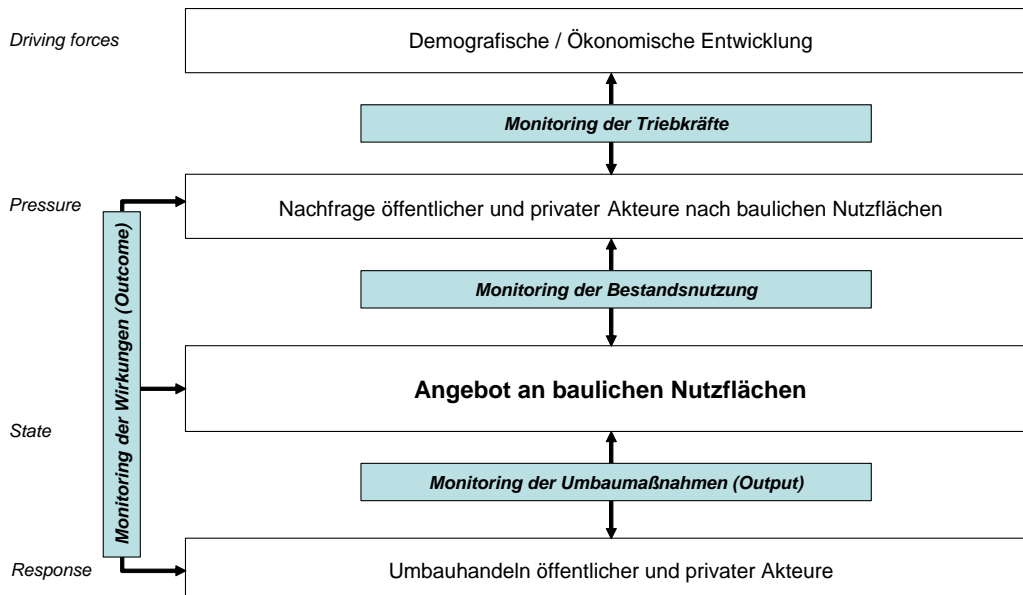 Driving forces
Demografische / Ökonomische Entwicklung
Monitoring der Triebkräfte
Pressure
Nachfrage öffentlicher und privater Akteure nach baulichen Nutzflächen
Monitoring der Wirkungen (Outcome)
Monitoring der Bestandsnutzung
Angebot an baulichen Nutzflächen
State
Monitoring der Umbaumaßnahmen (Output)
Response
Umbauhandeln öffentlicher und privater Akteure